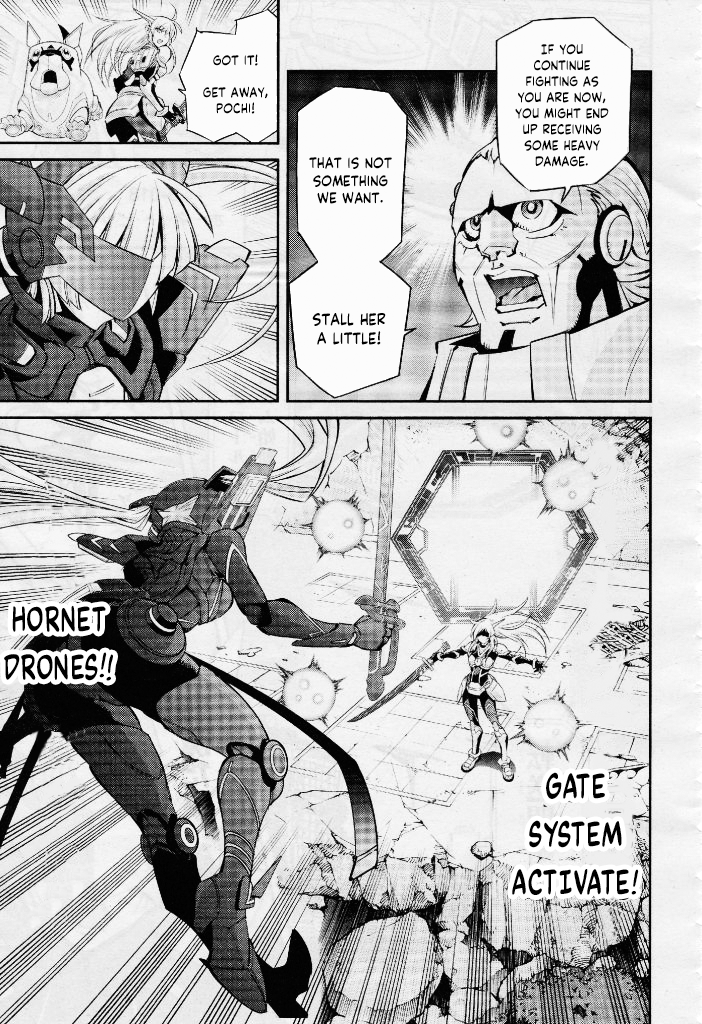 IF YOU
CONTINUE
FIGHTING AS
YOU ARE NOW,
YOU MIGHT END
UP RECEIVING
SOME HEAVY
DAMAGE.
THAT IS NOT
SOMETHING
WE WANT.
STALL HER
A LITTLE!
GOT IT!
GET AWAY,
POCHI!
GATE
SYSTEM
ACTIVATE!
HORNET
DRONES!!